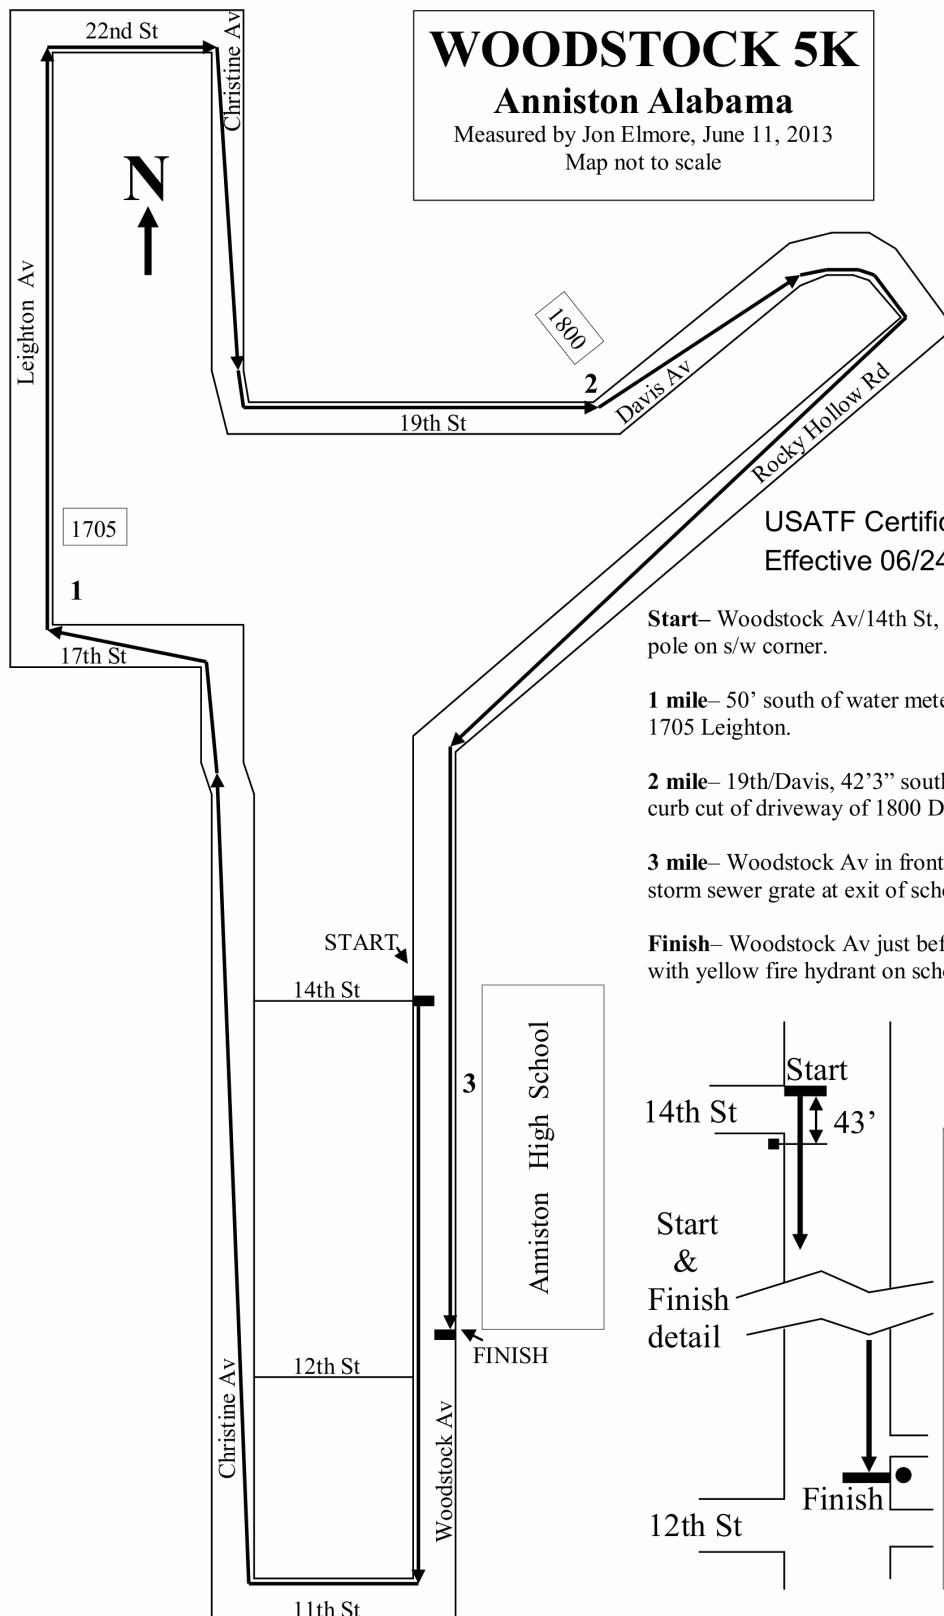 WOODSTOCK 5K
Anniston Alabama
Measured by Jon Elmore, June 11, 2013
Map not to scale
22nd St
Christine Av
N
Leighton Av
1800
2
Davis Av
19th St
Rocky Hollow Rd
1705
1
17th St
USATF
Effective 06/24
Start– Woodstock Av/14th St,
pole on s/w corner.
1 mile– 50’ south of water
1705 Leighton.
2 mile– 19th/Davis, 42’3”
curb cut of driveway of 1800
3 mile– Woodstock Av in front
storm sewer grate at exit of
Finish– Woodstock Av just
with yellow fire hydrant on
START
14th St
3
Anniston High School
FINISH
12th St
Christine Av
Woodstock Av
11th St
Start
14th St
43’
Start
&
Finish
detail
Finish
12th St